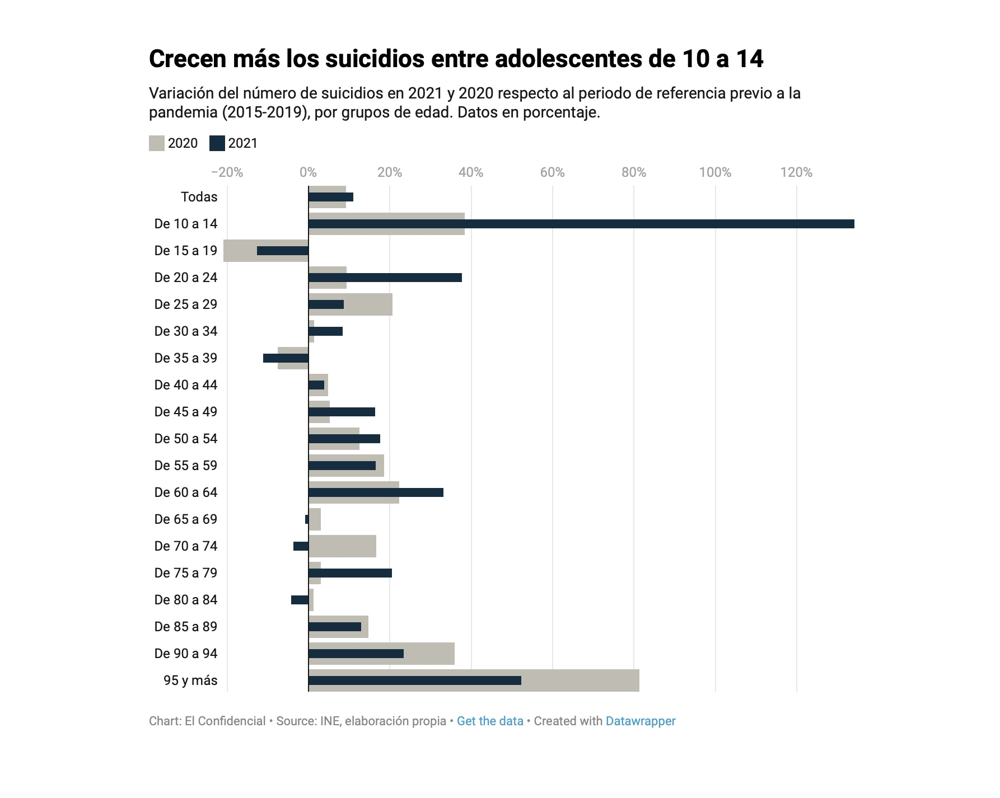 Crecen más los suicidios entre adolescentes de 10 a 14
Variación del número de suicidios en 2021 y 2020 respecto al periodo de referencia previo a la
pandemia (2015-2019), por grupos de edad. Datos en porcentaje.
2020 2021
−20% 0% 20% 40% 60% 80% 100% 120%
Todas
De 10 a 14
De 15 a 19
De 20 a 24
De 25 a 29
De 30 a 34
De 35 a 39
De 40 a 44
De 45 a 49
De 50 a 54
De 55 a 59
De 60 a 64
De 65 a 69
De 70 a 74
De 75 a 79
De 80 a 84
De 85 a 89
De 90 a 94
95 y más
Chart: El Confidencial • Source: INE, elaboración propia • Get the data • Created with Datawrapper